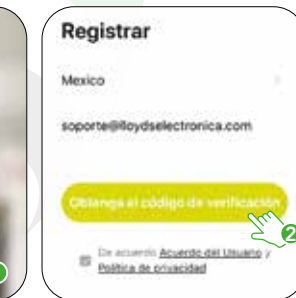 Registrar
Mexico
soporte@lloydselectronica.com
Obtenga el código de verificación
2
De acuerdo Acuerdo del Usuario y
Política de privacidad